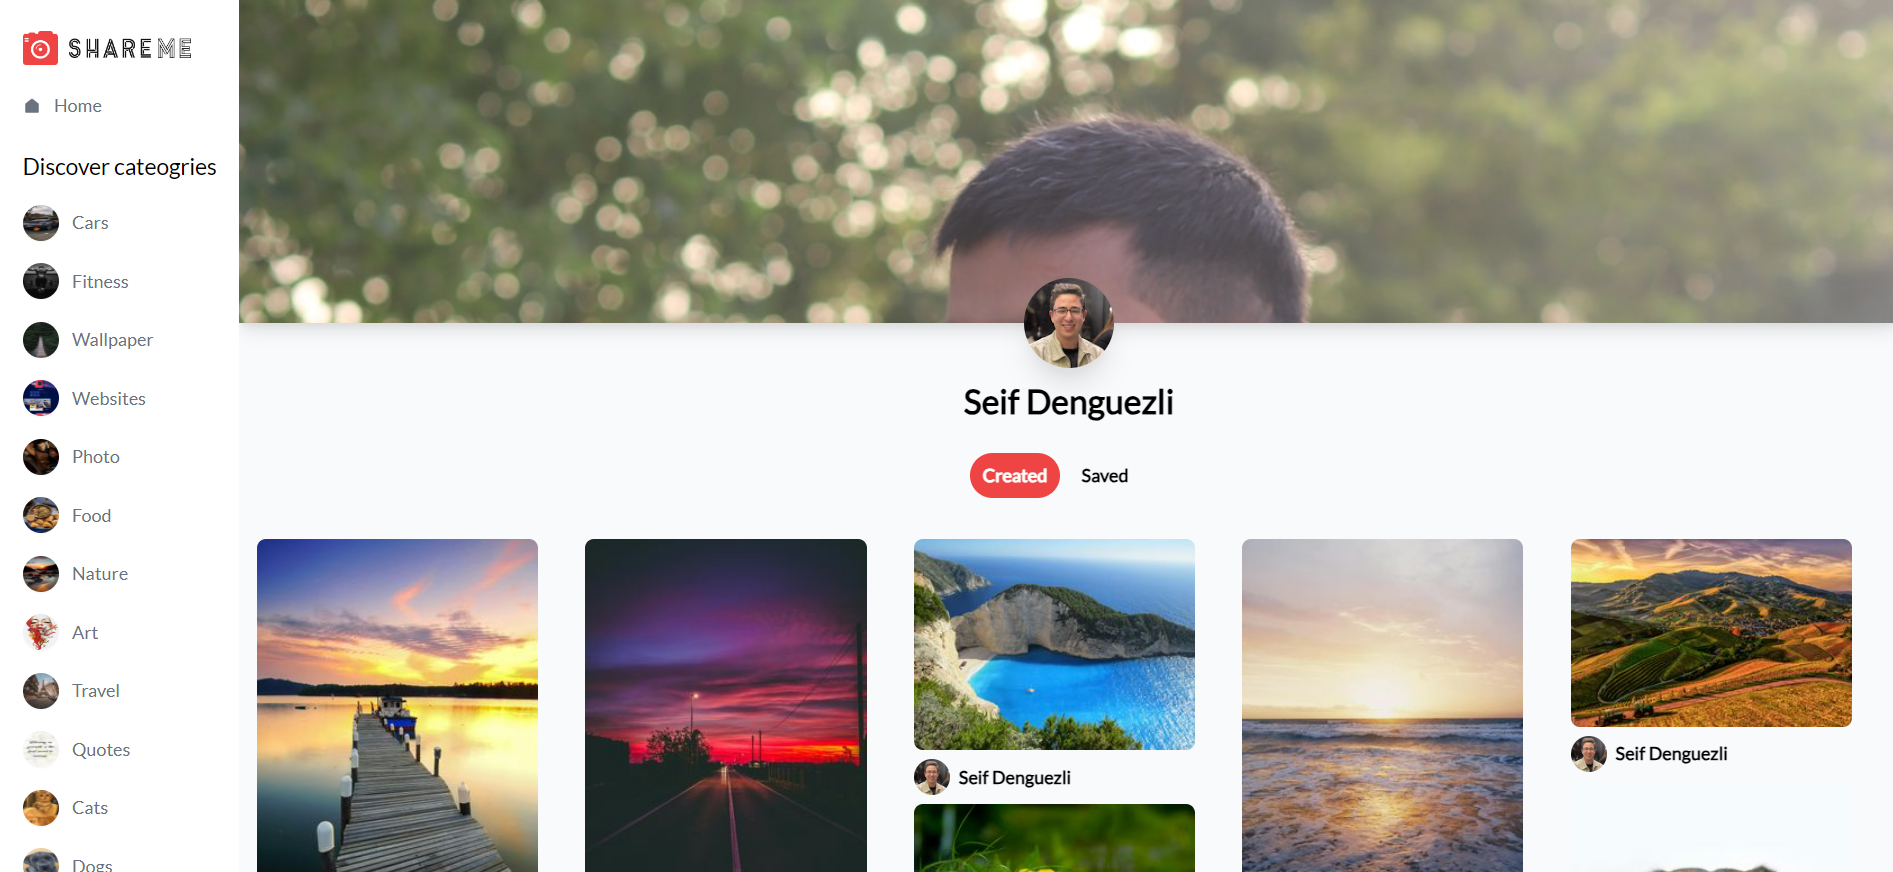 SHAREME
Home
Discover cateogries
Cars
Fitness
Wallpaper
Websites
Photo
Food
Nature
Art
Travel
Quotes
Cats
Dogs
Seif Denguezli
Created
Saved
Seif Denguezli
Seif Denguezli